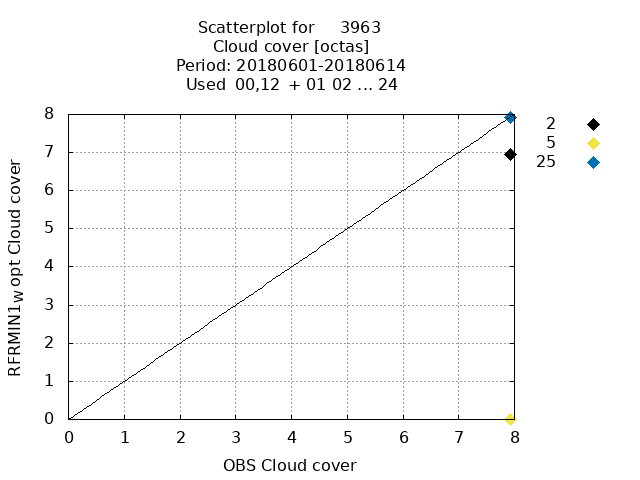 Scatterplot for 3963
Cloud cover [octas]
Period: 20180601-20180614
Used 00,12 + 01 02 ... 24
RFRMIN1w opt Cloud cover
8
7
6
5
4
3
2
1
0
0 1 2 3 4 5 6 7 8
OBS Cloud cover
2
5
25